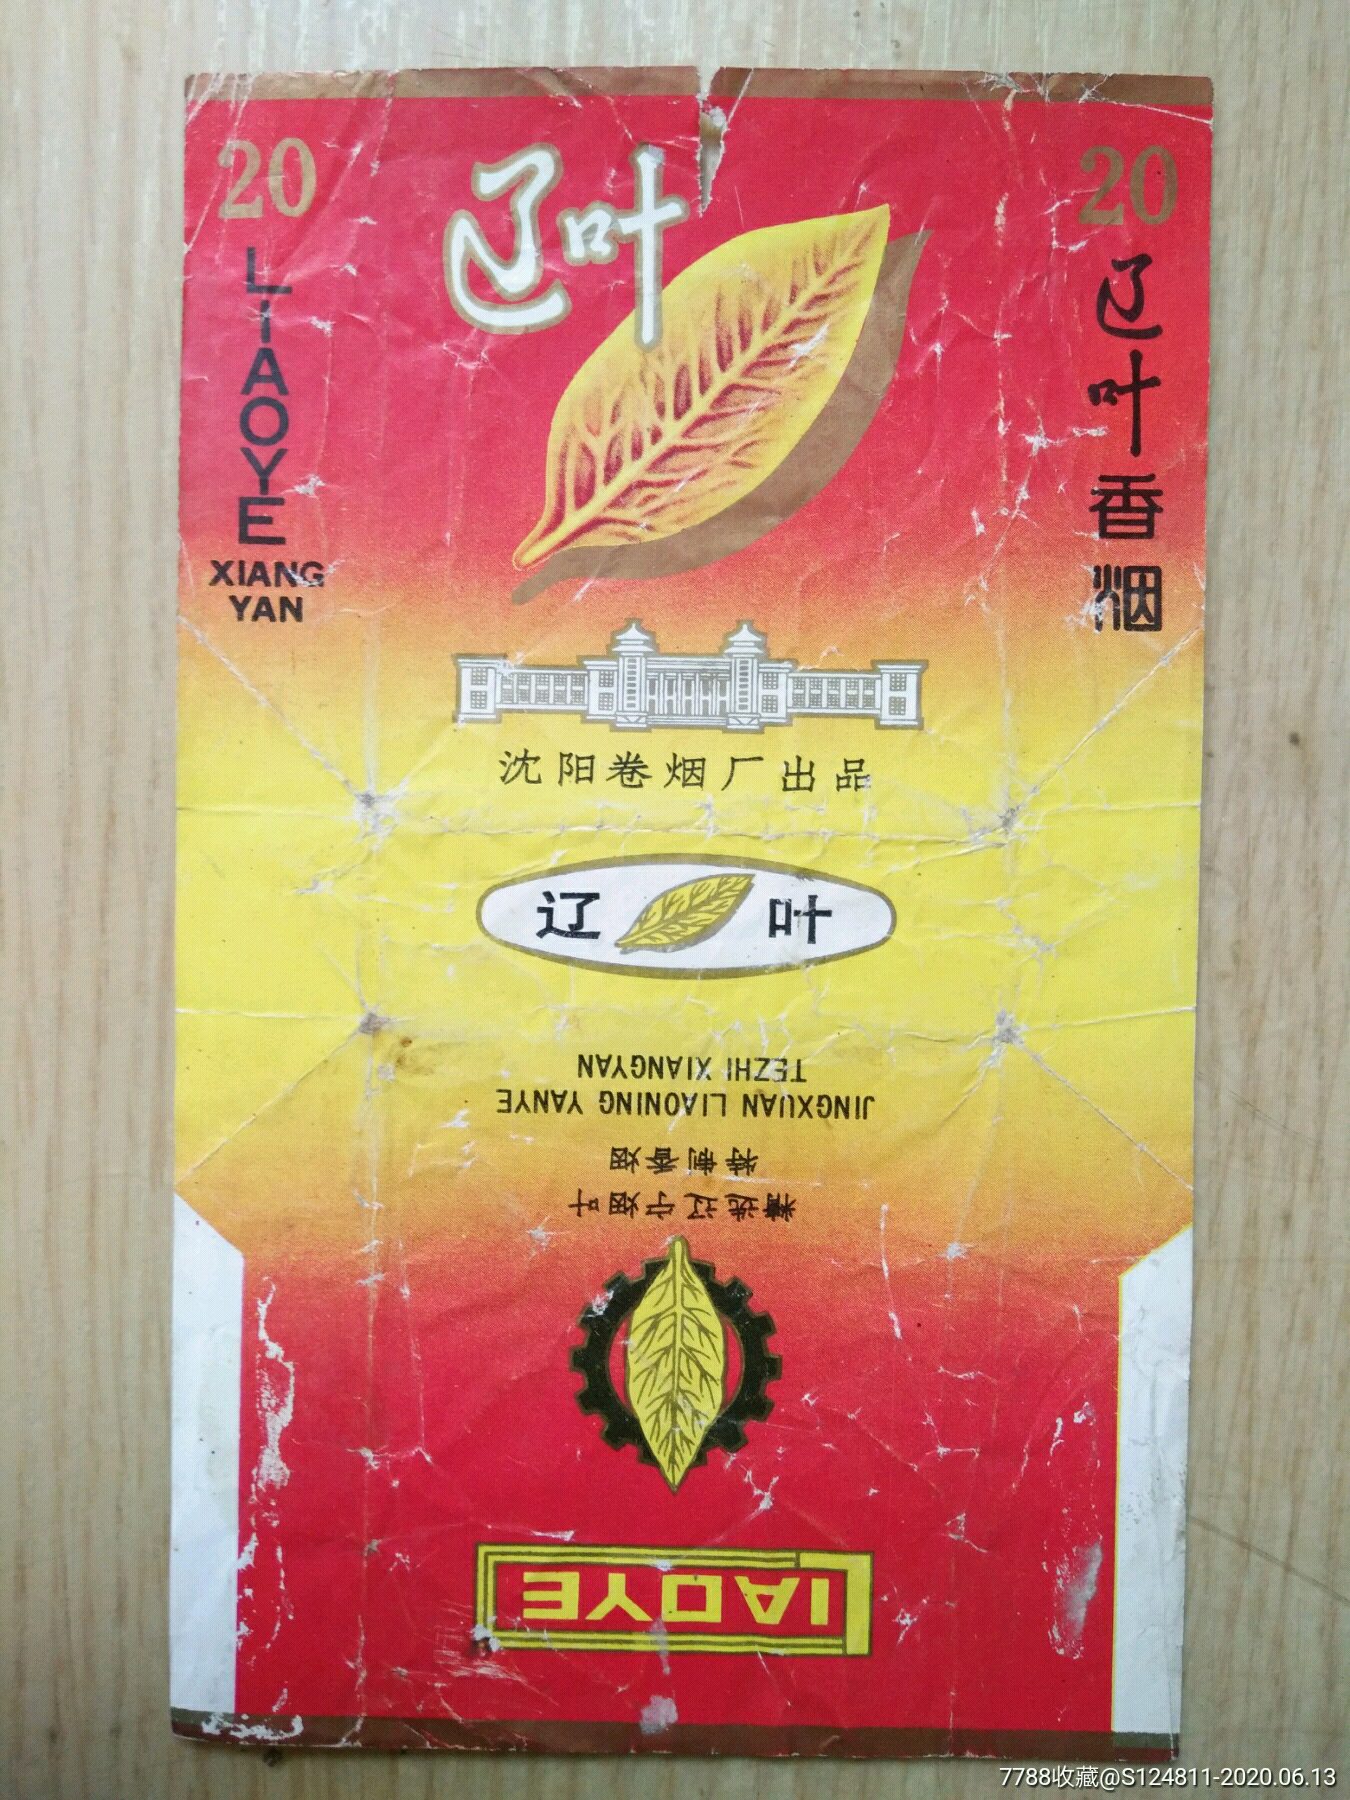 20
LIAOYE
XIANG
YAN
辽叶
20
辽叶香烟
沈阳卷烟厂出品
辽叶
精选辽宁烟叶
特制香烟
JINGXUAN LIAONING YANYE
TEZHI XIANGYAN
LIAOYE
7788收藏@S124811-2020.06.13